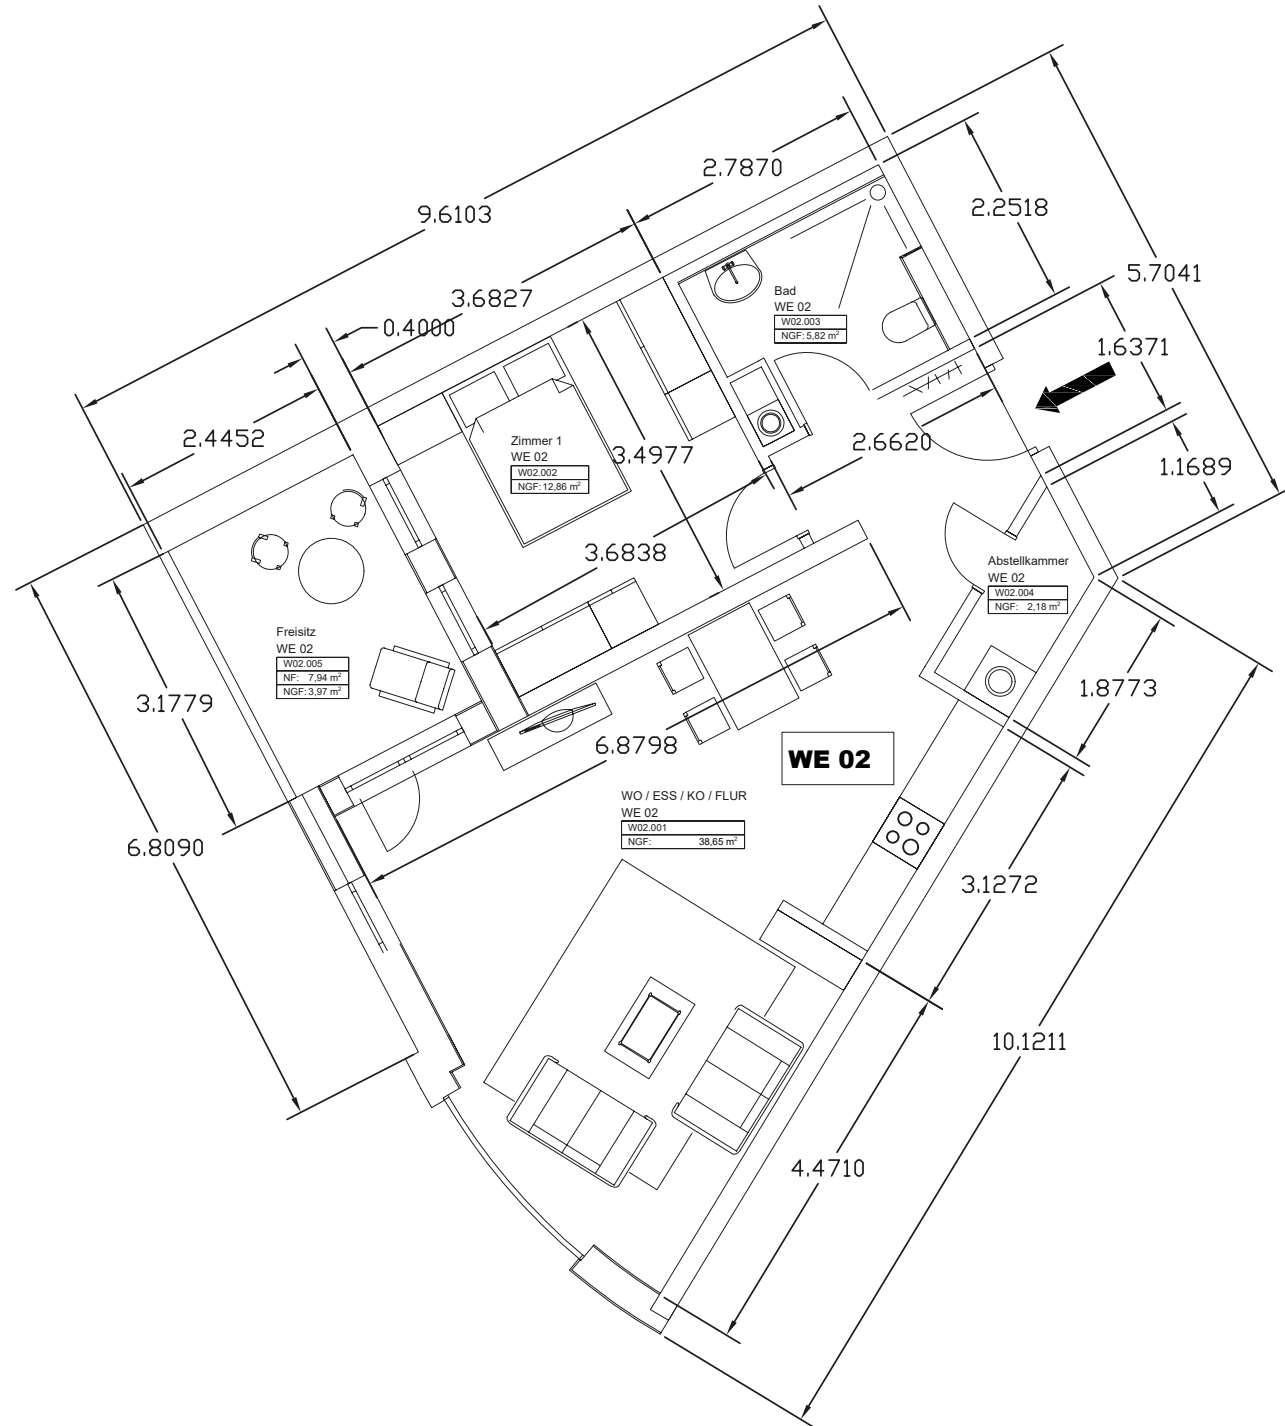 9.6103
2.7870
2.2518
5.7041
3.6827
0.4000
1.6371
2.4452
Bad
WE 02
W02.003
NGF: 5,82 m²
Zimmer 1
WE 02
W02.002
NGF: 12,86 m²
3.4977
2.6620
1.1689
3.6838
Abstellkammer
WE 02
W02.004
NGF: 2,18 m²
Freisitz
WE 02
W02.005
NF: 7,94 m²
NGF: 3,97 m²
3.1779
1.8773
6.8798
WE 02
WO / ESS / KO / FLUR
WE 02
W02.001
NGF: 38,65 m²
6.8090
3.1272
10.1211
4.4710